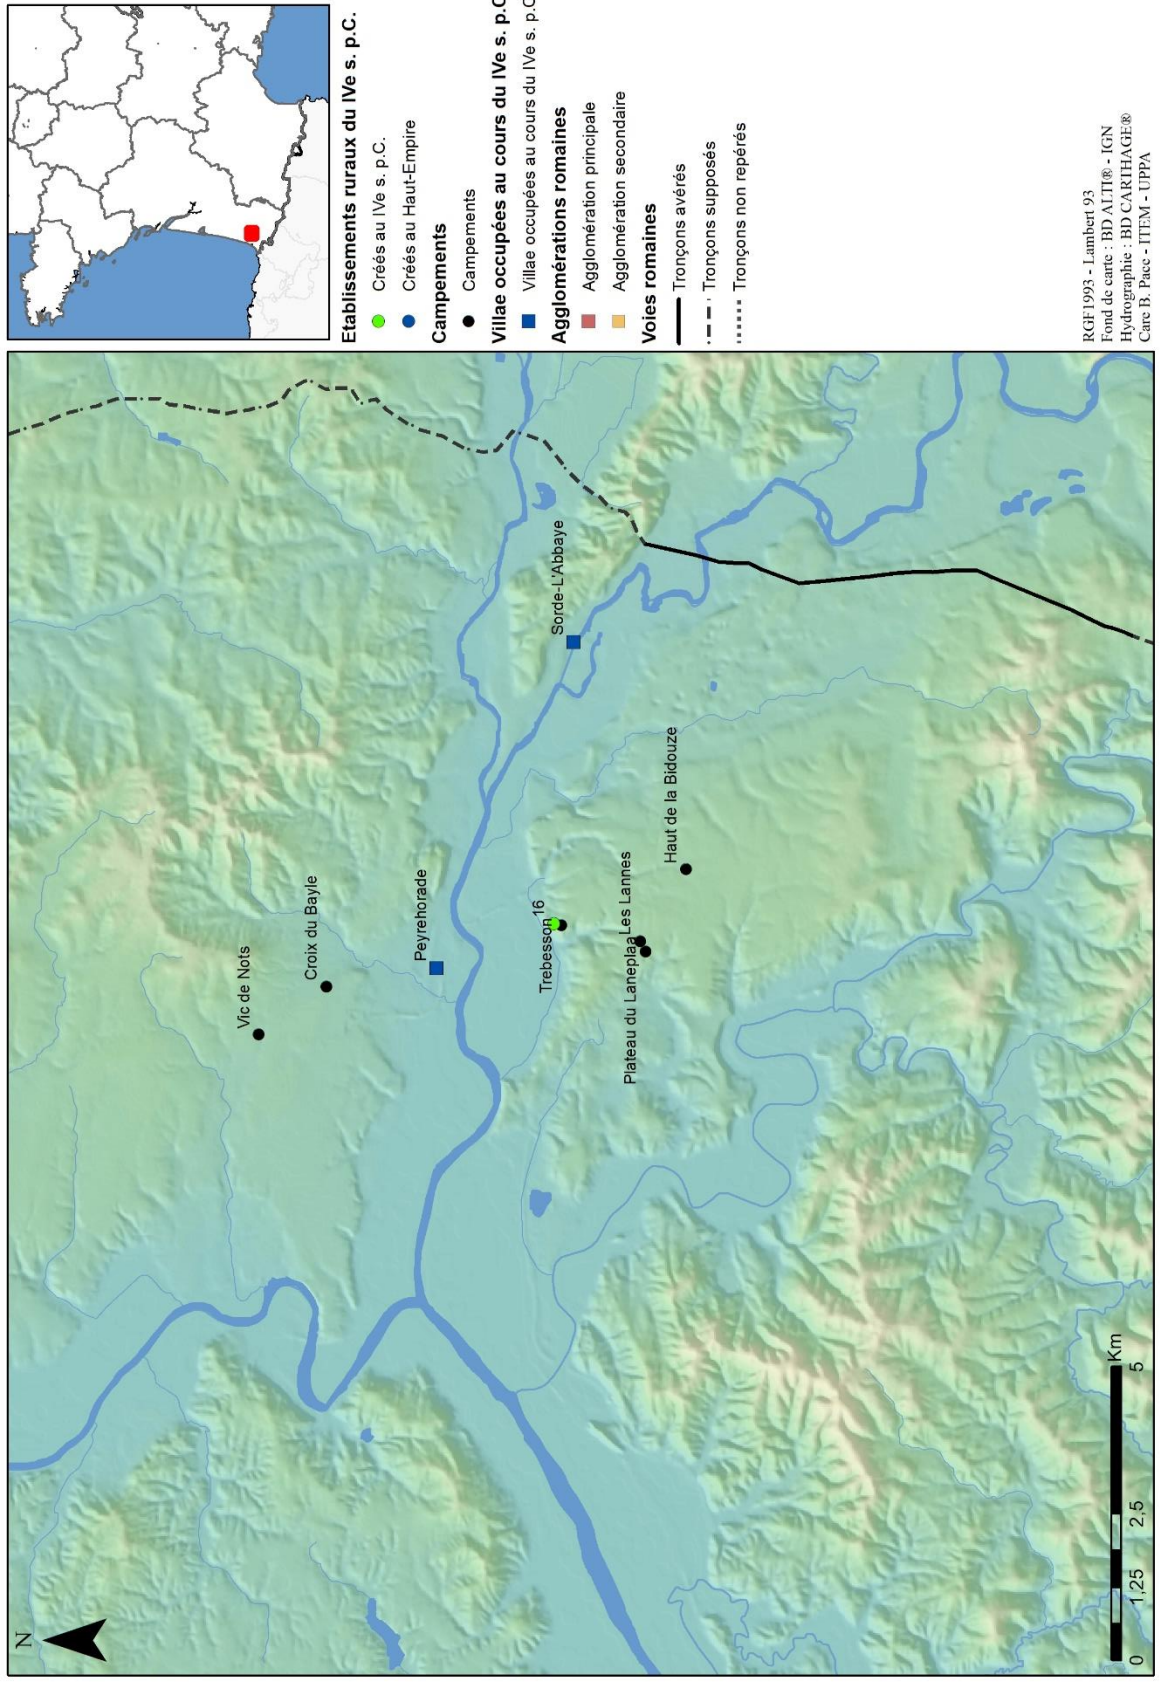 N
Vic de Nots
Croix du Bayle
Peyrehorade
Sorde-L'Abbaye
Trebesson
16
Plateau du Laneplaa
Les Lannes
Haut de la Bidouze
0 1,25 2,5 5
Km
Etablissements ruraux du IVe s. p.C.
Créés au IVe s. p.C.
Créés au Haut-Empire
Campements
Campements
Villae occupées au cours du IVe s. p.C
Villae occupées au cours du IVe s. p.C
Agglomérations romaines
Agglomération principale
Agglomération secondaire
Voies romaines
Tronçons avérés
Tronçons supposés
Tronçons non repérés
RGF1993 - Lambert 93
Fond de carte : BD ALTI® - IGN
Hydrographie : BD CARTHAGE®
Care B. Pace - ITEM - UPPA